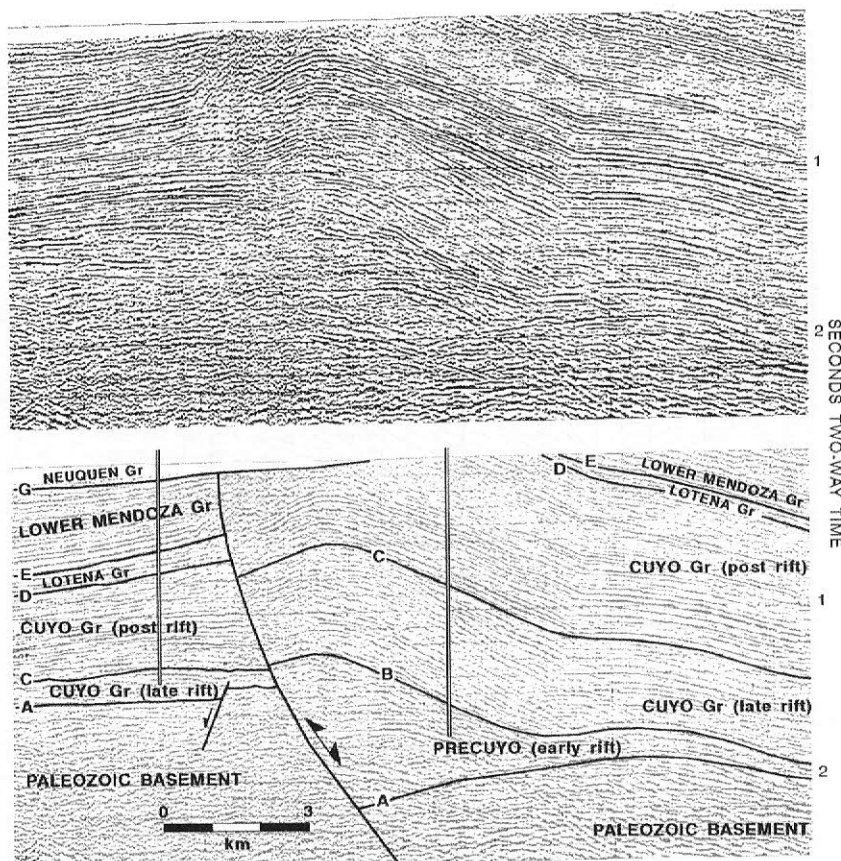 1
2
SECONDS TWO-WAY TIME
G
NEUQUEN Gr
LOWER MENDOZA Gr
E
LOTENA Gr
D
CUYO Gr (post rift)
C
CUYO Gr (late rift)
A
PALEOZOIC BASEMENT
0 3
km
C
B
PRECUYO (early rift)
A
E
D
LOWER MENDOZA Gr
LOTENA Gr
CUYO Gr (post rift)
1
CUYO Gr (late rift)
2
PALEOZOIC BASEMENT